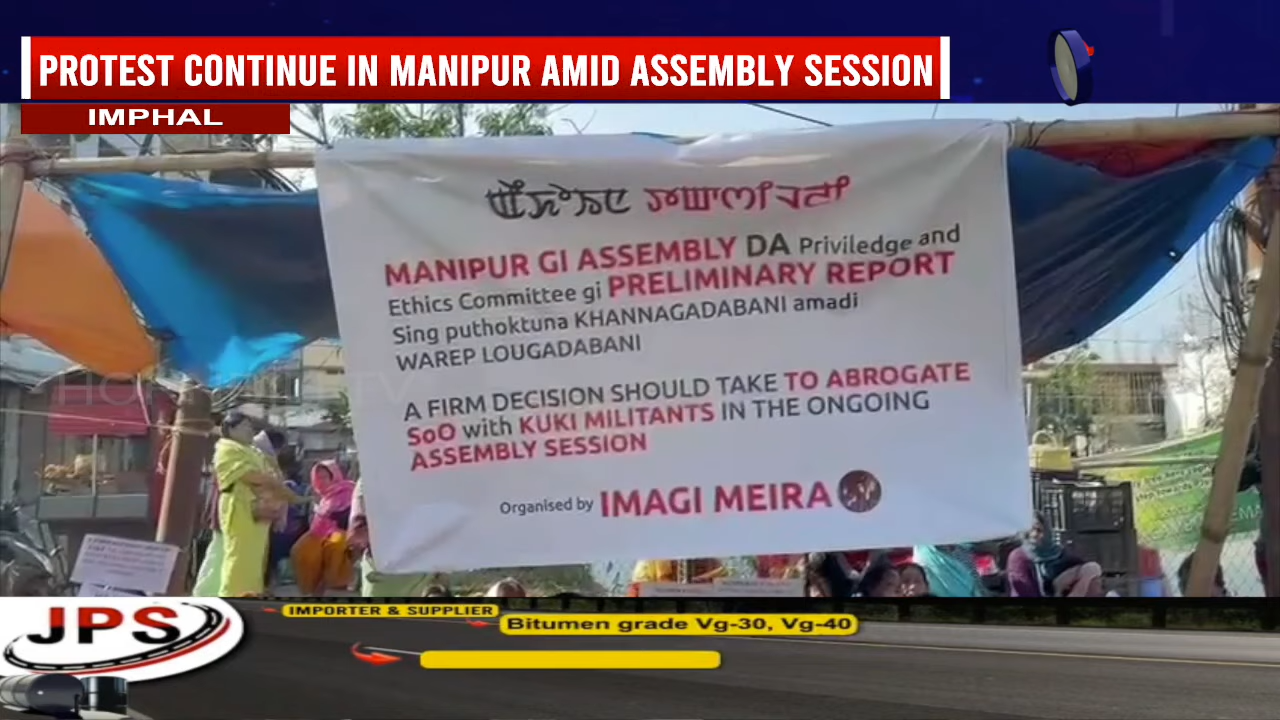 PROTEST CONTINUE IN MANIPUR AMID ASSEMBLY SESSION
IMPHAL
MANIPUR GI ASSEMBLY DA Priviledge and
Ethics Committee gi PRELIMINARY REPORT
Sing puthoktuna KHANNAGADABANI amadi
WAREP LOUGADABANI
A FIRM DECISION SHOULD TAKE TO ABROGATE
SoO with KUKI MILITANTS IN THE ONGOING
ASSEMBLY SESSION
Organised by IMAGI MEIRA
JPS
IMPORTER & SUPPLIER
Bitumen grade Vg-30, Vg-40